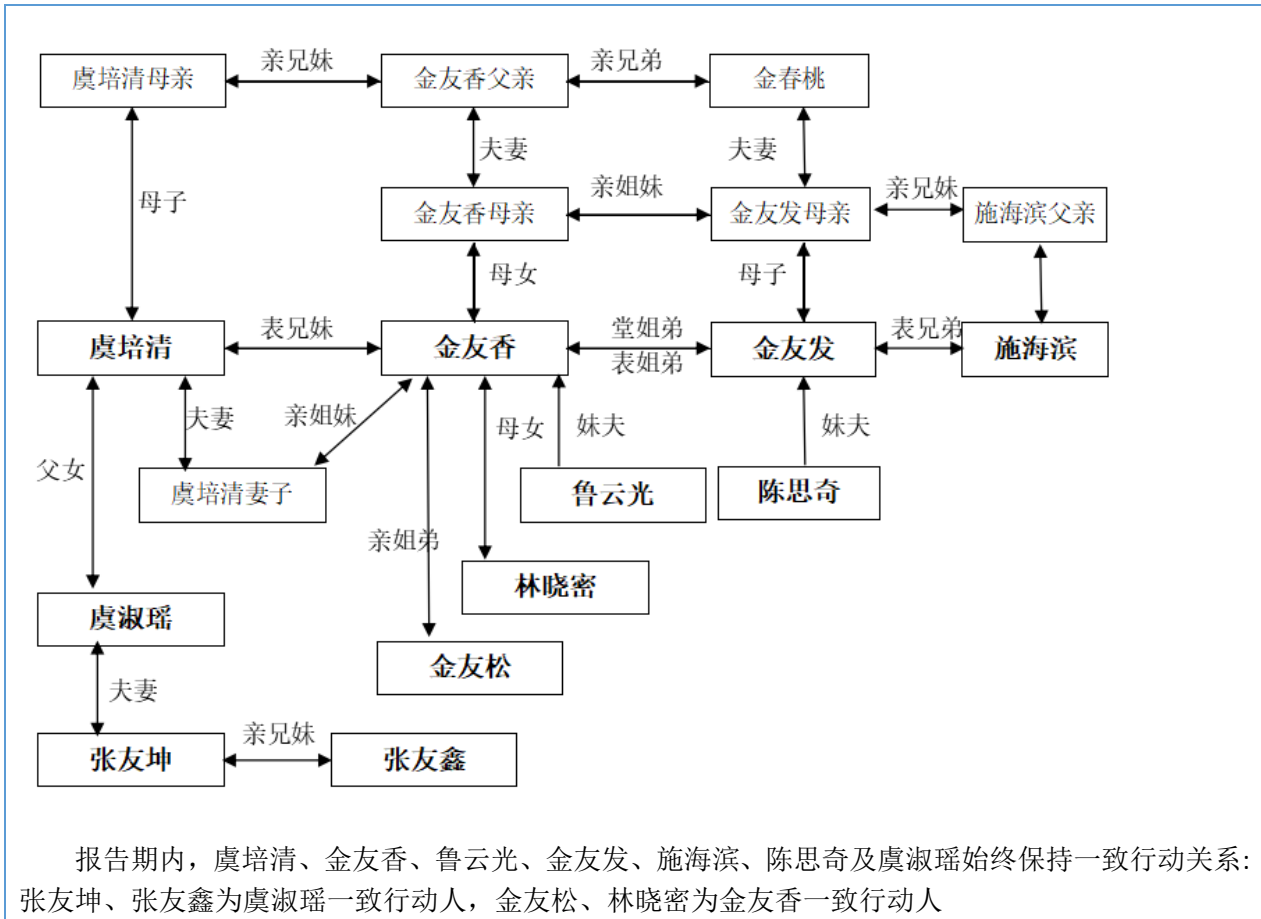 亲兄妹
亲兄弟
虞培清母亲
金友香父亲
金春桃
夫妻
夫妻
母子
亲姐妹
亲兄妹
金友香母亲
金友发母亲
施海滨父亲
母女
母子
表兄妹
堂姐弟
表兄弟
虞培清
金友香
金友发
施海滨
表姐弟
夫妻
亲姐妹
母女
妹夫
妹夫
父女
虞培清妻子
鲁云光
陈思奇
亲姐弟
林晓密
虞淑瑶
金友松
夫妻
亲兄妹
张友坤
张友鑫
报告期内，虞培清、金友香、鲁云光、金友发、施海滨、陈思奇及虞淑瑶始终保持一致行动关系:
张友坤、张友鑫为虞淑瑶一致行动人，金友松、林晓密为金友香一致行动人